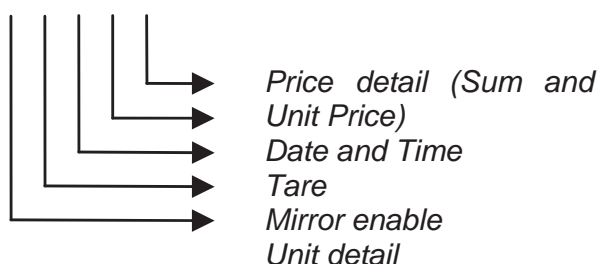 Price detail (Sum and
Unit Price)
Date and Time
Tare
Mirror enable
Unit detail